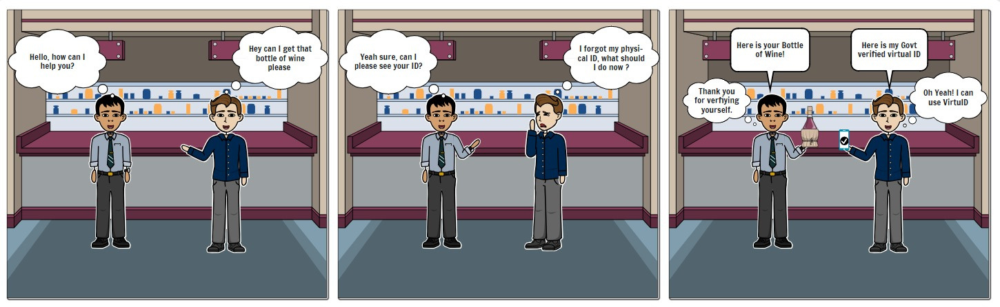 Hello, how can I
help you?
Hey can I get that
bottle of wine
please
Yeah sure, can I
please see your ID?
I forgot my physi-
cal ID, what should
I do now ?
Here is your Bottle
of Wine!
Here is my Govt
verified virtual ID
Thank you
for verfiying
yourself.
Oh Yeah! I can
use VirtuID